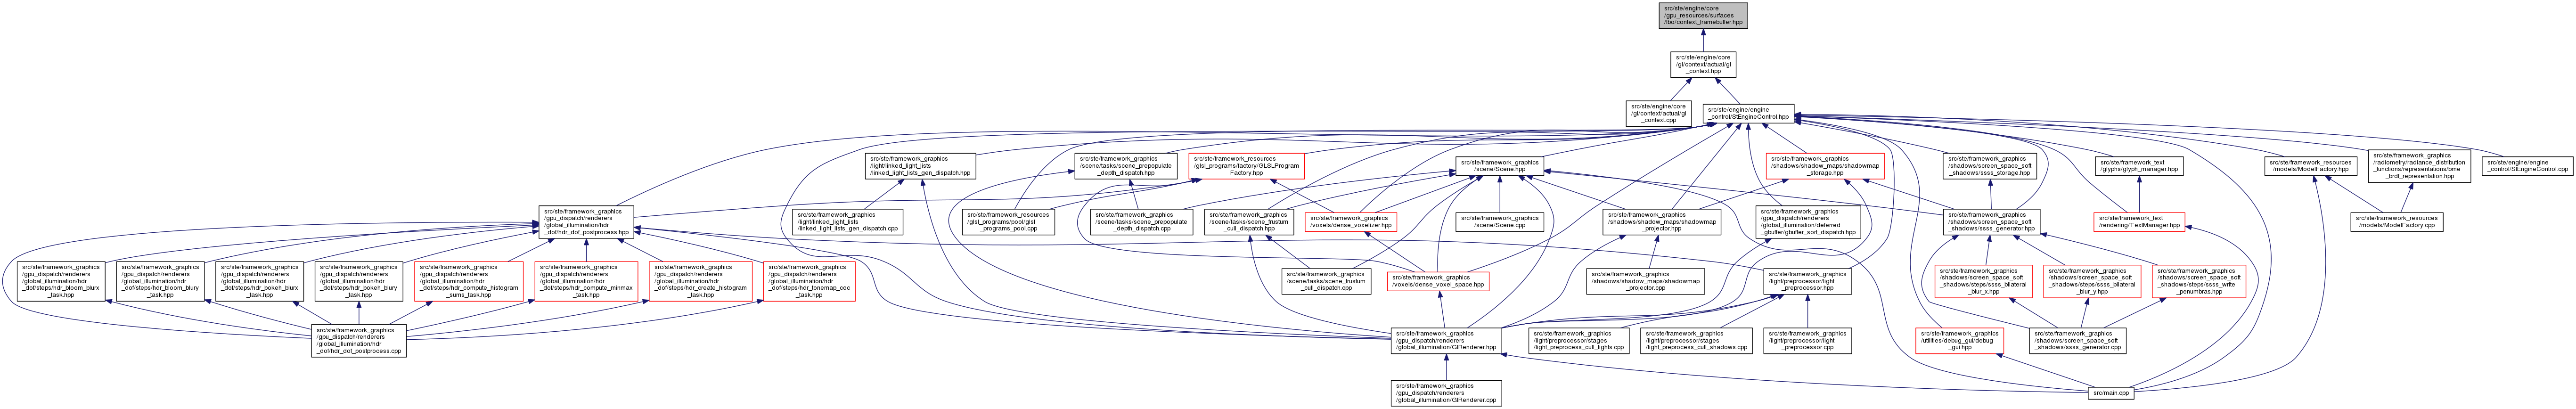 src/ste/engine/core
/gpu_resources/surfaces
/fbo/context_framebuffer.hpp
src/ste/engine/core
/gl/context/actual/gl
_context.hpp
src/ste/engine/core
/gl/context/actual/gl
_context.cpp
src/ste/engine/engine
_control/StEngineControl.hpp
src/ste/framework_graphics
/light/linked_light_lists
/linked_light_lists_gen_dispatch.hpp
src/ste/framework_graphics
/scene/tasks/scene_prepopulate
_depth_dispatch.hpp
src/ste/framework_resources
/glsl_programs/factory/GLSLProgram
Factory.hpp
src/ste/framework_graphics
/scene/Scene.hpp
src/ste/framework_graphics
/shadows/shadow_maps/shadowmap
_storage.hpp
src/ste/framework_graphics
/shadows/screen_space_soft
_shadows/ssss_storage.hpp
src/ste/framework_text
/glyphs/glyph_manager.hpp
src/ste/framework_resources
/models/ModelFactory.hpp
src/ste/framework_graphics
/radiometry/radiance_distribution
_functions/representations/bme
_brdf_representation.hpp
src/ste/engine/engine
_control/StEngineControl.cpp
src/ste/framework_graphics
/gpu_dispatch/renderers
/global_illumination/hdr
_dof/hdr_dof_postprocess.hpp
src/ste/framework_graphics
/light/linked_light_lists
/linked_light_lists_gen_dispatch.cpp
src/ste/framework_resources
/glsl_programs/pool/glsl
_programs_pool.cpp
src/ste/framework_graphics
/scene/tasks/scene_prepopulate
_depth_dispatch.cpp
src/ste/framework_graphics
/scene/tasks/scene_frustum
_cull_dispatch.hpp
src/ste/framework_graphics
/voxels/dense_voxelizer.hpp
src/ste/framework_graphics
/scene/Scene.cpp
src/ste/framework_graphics
/shadows/shadow_maps/shadowmap
_projector.hpp
src/ste/framework_graphics
/gpu_dispatch/renderers
/global_illumination/deferred
_gbuffer/gbuffer_sort_dispatch.hpp
src/ste/framework_graphics
/shadows/screen_space_soft
_shadows/ssss_generator.hpp
src/ste/framework_text
/rendering/TextManager.hpp
src/ste/framework_resources
/models/ModelFactory.cpp
src/ste/framework_graphics
/gpu_dispatch/renderers
/global_illumination/hdr
_dof/steps/hdr_bloom_blurx
_task.hpp
src/ste/framework_graphics
/gpu_dispatch/renderers
/global_illumination/hdr
_dof/steps/hdr_bloom_blury
_task.hpp
src/ste/framework_graphics
/gpu_dispatch/renderers
/global_illumination/hdr
_dof/steps/hdr_bokeh_blurx
_task.hpp
src/ste/framework_graphics
/gpu_dispatch/renderers
/global_illumination/hdr
_dof/steps/hdr_bokeh_blury
_task.hpp
src/ste/framework_graphics
/gpu_dispatch/renderers
/global_illumination/hdr
_dof/steps/hdr_compute_histogram
_sums_task.hpp
src/ste/framework_graphics
/gpu_dispatch/renderers
/global_illumination/hdr
_dof/steps/hdr_compute_minmax
_task.hpp
src/ste/framework_graphics
/gpu_dispatch/renderers
/global_illumination/hdr
_dof/steps/hdr_create_histogram
_task.hpp
src/ste/framework_graphics
/gpu_dispatch/renderers
/global_illumination/hdr
_dof/steps/hdr_tonemap_coc
_task.hpp
src/ste/framework_graphics
/scene/tasks/scene_frustum
_cull_dispatch.cpp
src/ste/framework_graphics
/voxels/dense_voxel_space.hpp
src/ste/framework_graphics
/shadows/shadow_maps/shadowmap
_projector.cpp
src/ste/framework_graphics
/light/preprocessor/light
_preprocessor.hpp
src/ste/framework_graphics
/shadows/screen_space_soft
_shadows/steps/ssss_bilateral
_blur_x.hpp
src/ste/framework_graphics
/shadows/screen_space_soft
_shadows/steps/ssss_bilateral
_blur_y.hpp
src/ste/framework_graphics
/shadows/screen_space_soft
_shadows/steps/ssss_write
_penumbras.hpp
src/ste/framework_graphics
/gpu_dispatch/renderers
/global_illumination/hdr
_dof/hdr_dof_postprocess.cpp
src/ste/framework_graphics
/gpu_dispatch/renderers
/global_illumination/GIRenderer.hpp
src/ste/framework_graphics
/light/preprocessor/stages
/light_preprocess_cull_lights.cpp
src/ste/framework_graphics
/light/preprocessor/stages
/light_preprocess_cull_shadows.cpp
src/ste/framework_graphics
/light/preprocessor/light
_preprocessor.cpp
src/ste/framework_graphics
/utilities/debug_gui/debug
_gui.hpp
src/ste/framework_graphics
/shadows/screen_space_soft
_shadows/ssss_generator.cpp
src/ste/framework_graphics
/gpu_dispatch/renderers
/global_illumination/GIRenderer.cpp
src/main.cpp